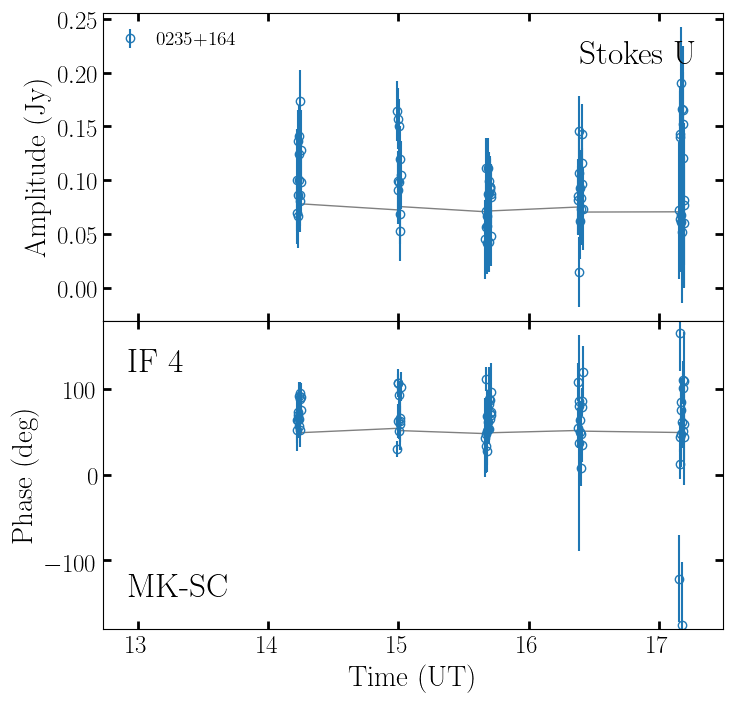 0.25
0235+164
Stokes U
0.20
0.15
0.10
0.05
0.00
Amplitude (Jy)
IF 4
100
0
−100
Phase (deg)
MK-SC
13 14 15 16 17
Time (UT)